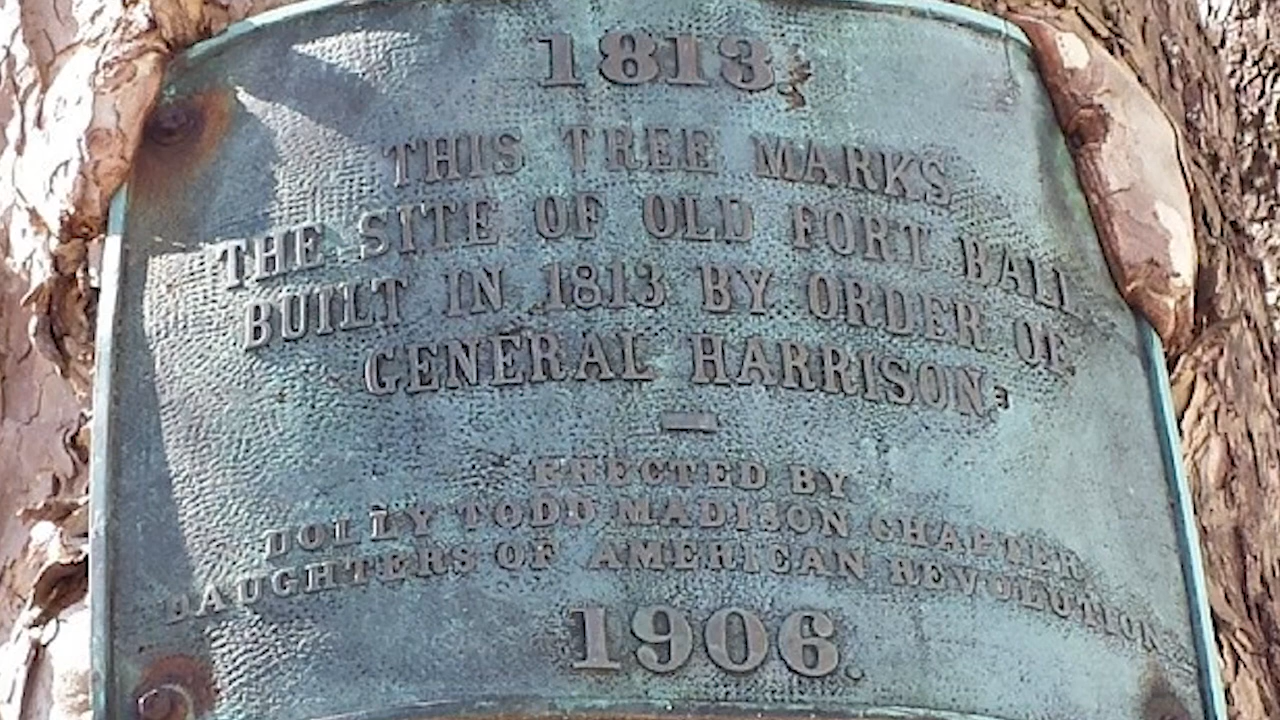 1813.
THIS TREE MARKS
THE SITE OF OLD FORT BALL
BUILT IN 1813 BY ORDER OF
GENERAL HARRISON.
—
ERECTED BY
DOLLY TODD MADISON CHAPTER
DAUGHTERS OF AMERICAN REVOLUTION
1906.